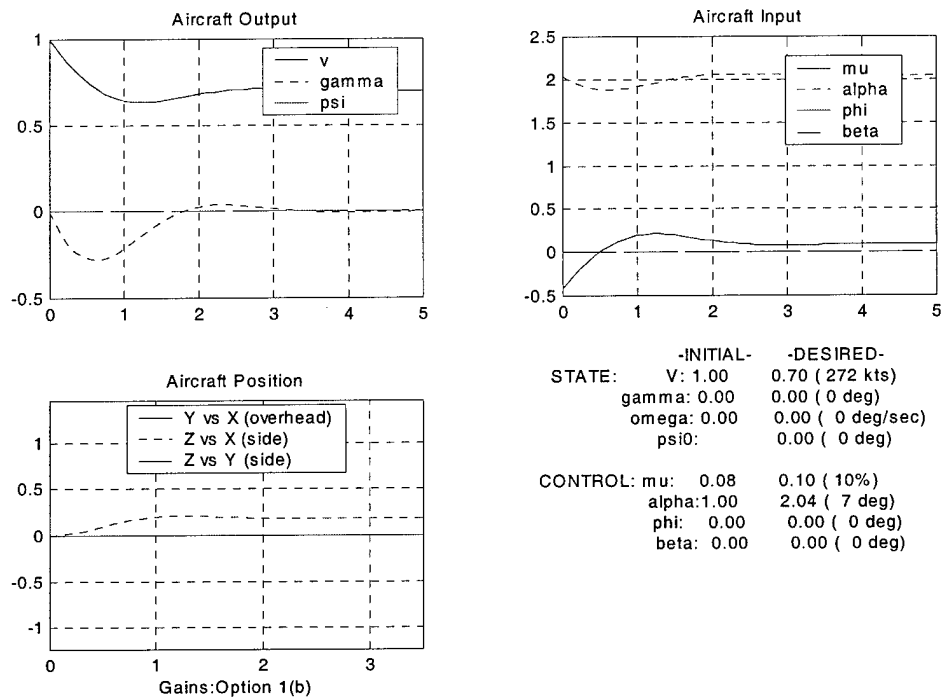 Aircraft Output
1
0.5
0
-0.5
0 1 2 3 4 5
v
gamma
psi
Aircraft Input
2.5
2
1.5
1
0.5
0
-0.5
0 1 2 3 4 5
mu
alpha
phi
beta
Aircraft Position
1
0.5
0
-0.5
-1
0 1 2 3
Y vs X (overhead)
Z vs X (side)
Z vs Y (side)
Gains:Option 1(b)
-INITIAL- -DESIRED-
STATE: V: 1.00 0.70 ( 272 kts)
gamma: 0.00 0.00 ( 0 deg)
omega: 0.00 0.00 ( 0 deg/sec)
psi0: 0.00 ( 0 deg)
CONTROL: mu: 0.08 0.10 ( 10%)
alpha:1.00 2.04 ( 7 deg)
phi: 0.00 0.00 ( 0 deg)
beta: 0.00 0.00 ( 0 deg)